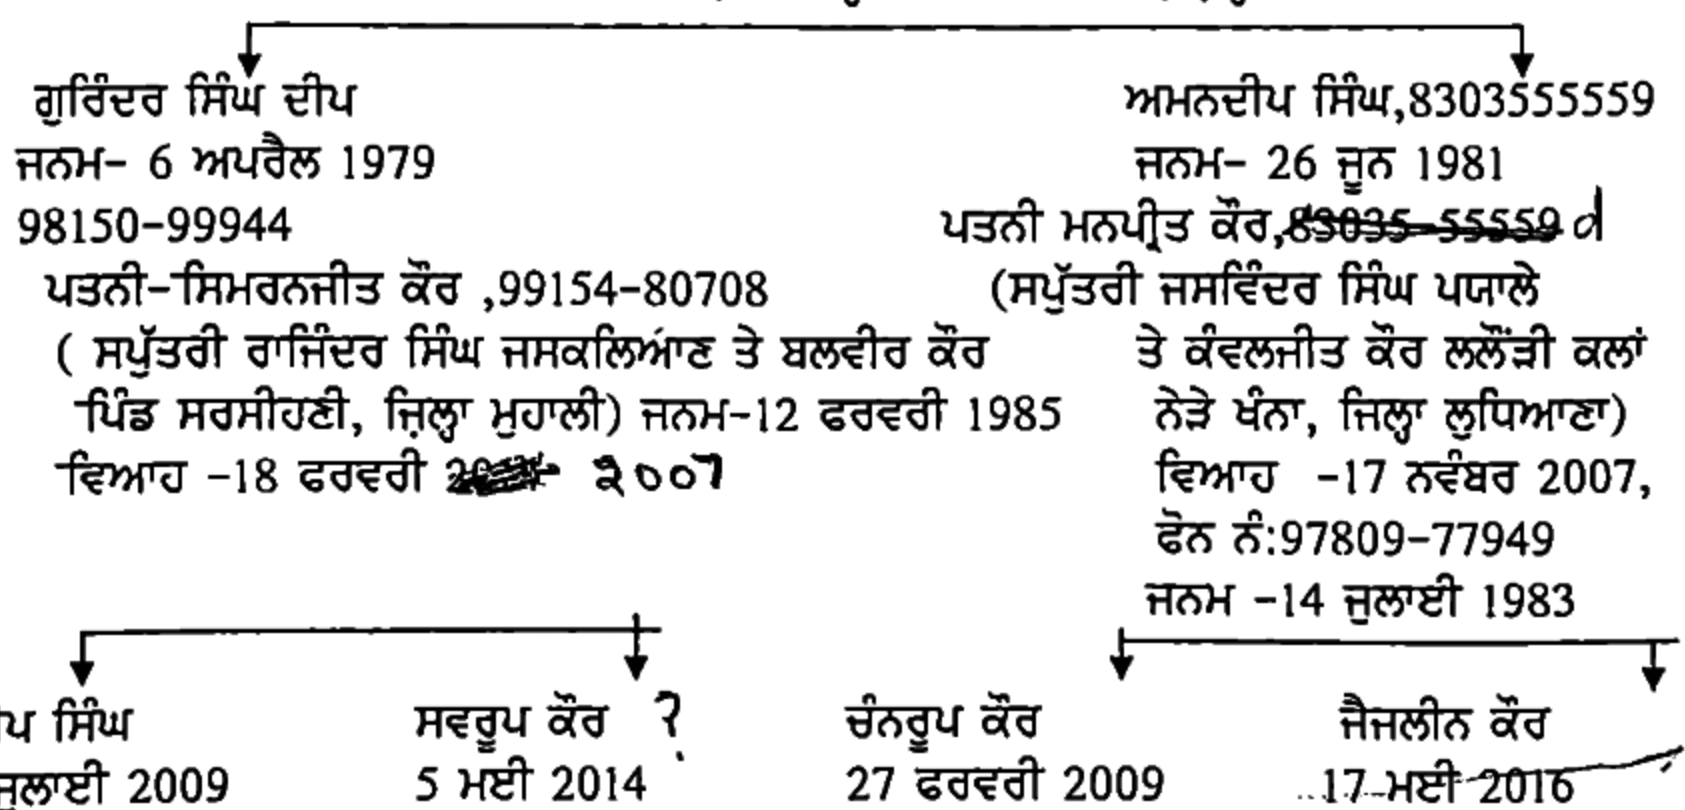 ਗੁਰਿੰਦਰ ਸਿੰਘ ਦੀਪ
ਜਨਮ- 6 ਅਪਰੈਲ 1979
98150-99944
ਪਤਨੀ-ਸਿਮਰਨਜੀਤ ਕੌਰ ,99154-80708
( ਸਪੁੱਤਰੀ ਰਾਜਿੰਦਰ ਸਿੰਘ ਜਸਕਲਿਆਂਣ ਤੇ ਬਲਵੀਰ ਕੌਰ
ਪਿੰਡ ਸਰਸੀਹਣੀ, ਜ਼ਿਲ੍ਹਾ ਮੁਹਾਲੀ) ਜਨਮ-12 ਫਰਵਰੀ 1985
ਵਿਆਹ -18 ਫਰਵਰੀ 2007
ਅਮਨਦੀਪ ਸਿੰਘ,8303555559
ਜਨਮ- 26 ਜੂਨ 1981
ਪਤਨੀ ਮਨਪ੍ਰੀਤ ਕੌਰ,83035-55559 d
(ਸਪੁੱਤਰੀ ਜਸਵਿੰਦਰ ਸਿੰਘ ਪਯਾਲੇ
ਤੇ ਕੰਵਲਜੀਤ ਕੌਰ ਲਲੌਂੜੀ ਕਲਾਂ
ਨੇੜੇ ਖੰਨਾ, ਜਿਲ੍ਹਾ ਲੁਧਿਆਣਾ)
ਵਿਆਹ -17 ਨਵੰਬਰ 2007,
ਫੋਨ ਨੰ:97809-77949
ਜਨਮ -14 ਜੁਲਾਈ 1983
ਪ ਸਿੰਘ
ਜੁਲਾਈ 2009
ਸਵਰੂਪ ਕੌਰ ?
5 ਮਈ 2014
ਚੰਨਰੂਪ ਕੌਰ
27 ਫਰਵਰੀ 2009
ਜੈਜਲੀਨ ਕੌਰ
17 ਮਈ 2016